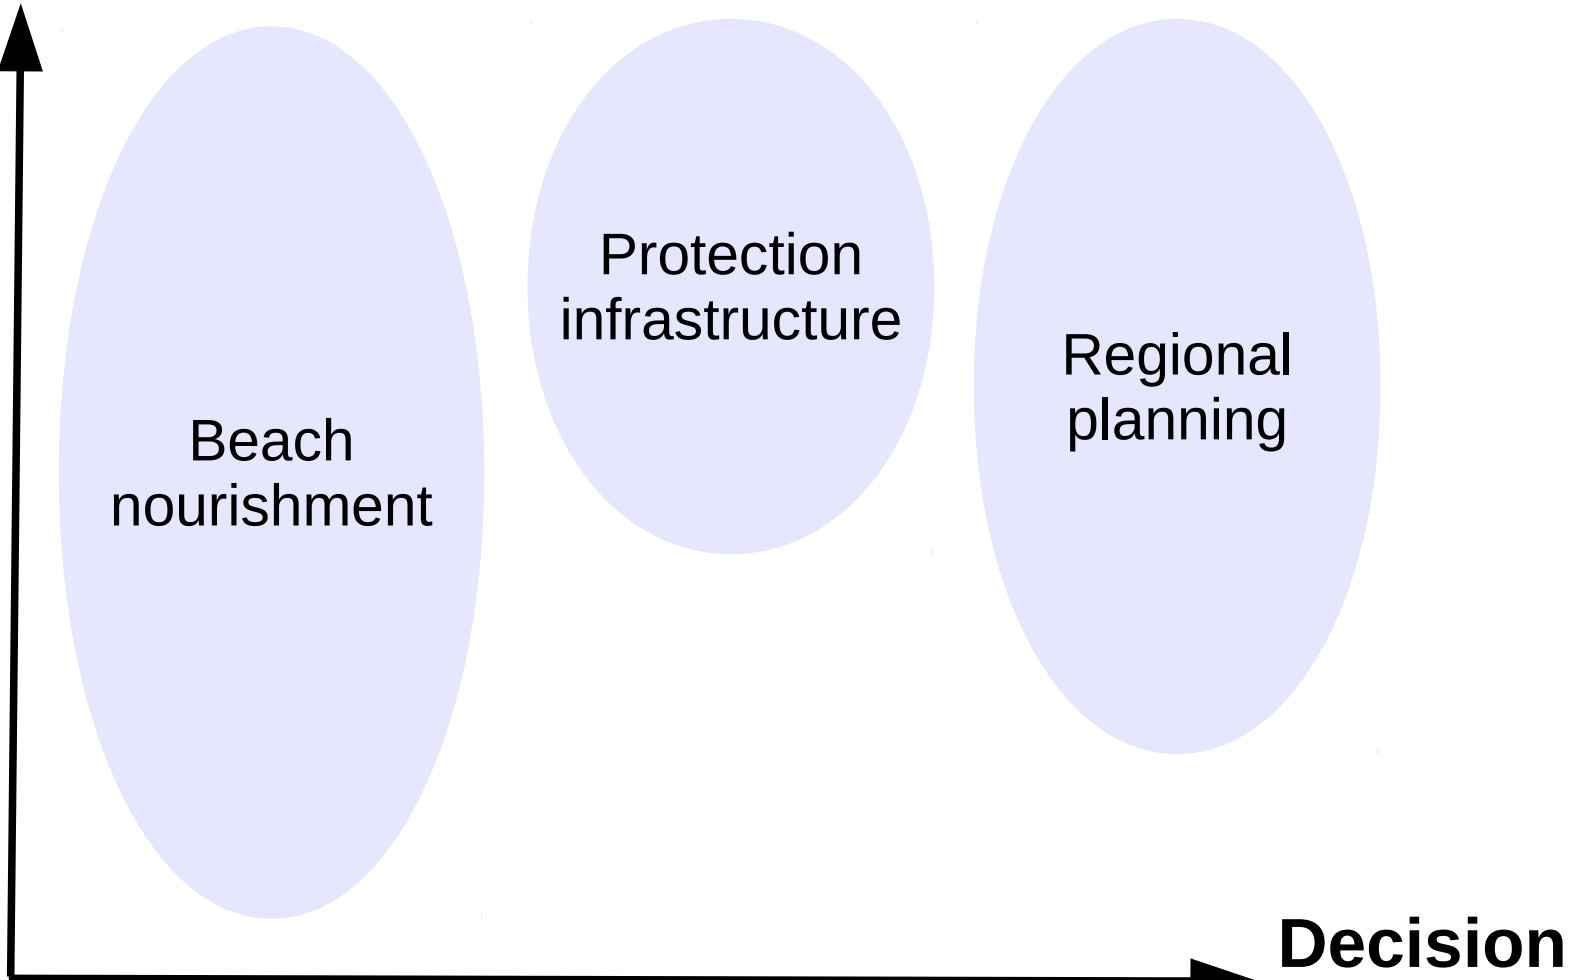 Protection
infrastructure
Regional
planning
Beach
nourishment
Decision